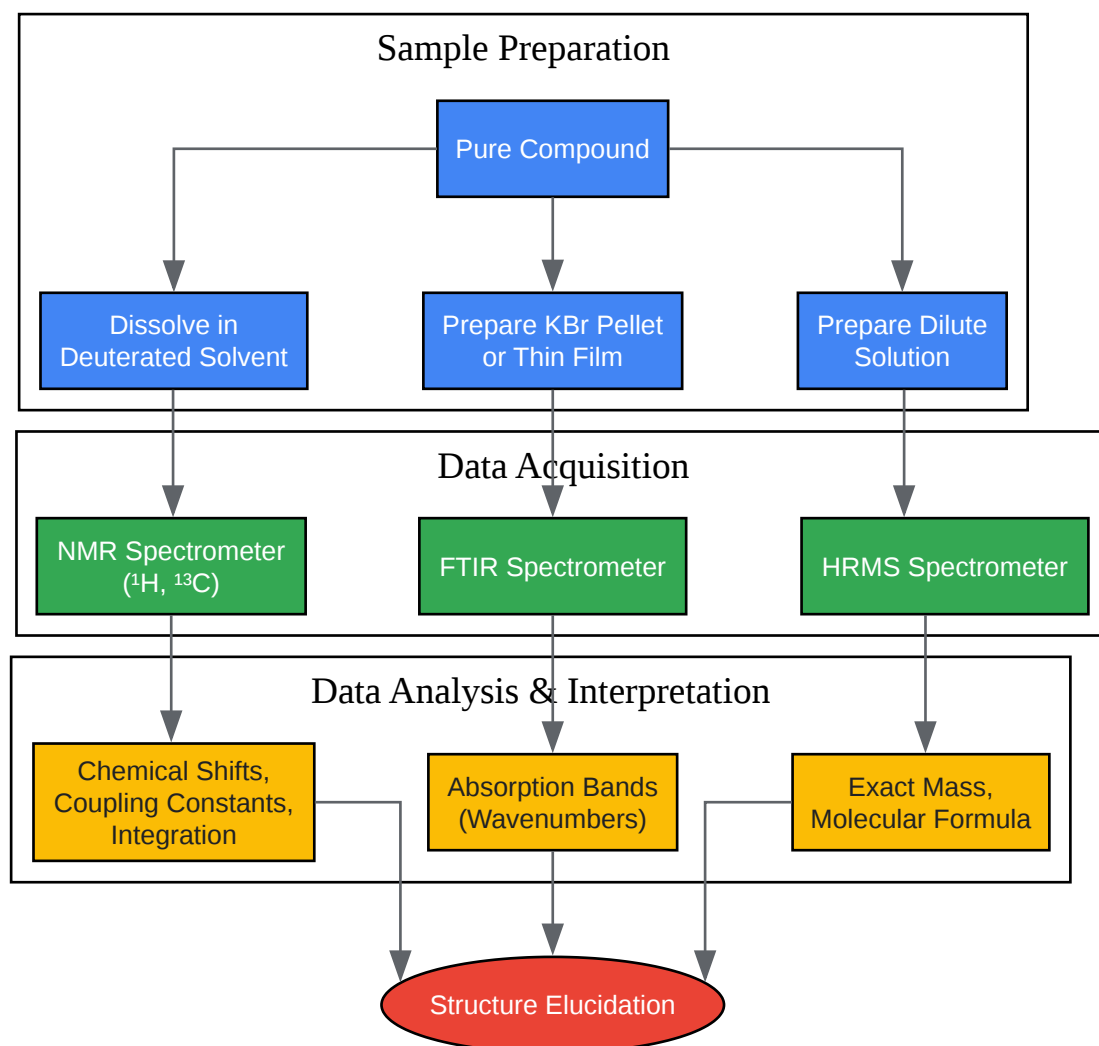 Sample Preparation
Pure Compound
Dissolve in
Deuterated Solvent
Prepare KBr Pellet
or Thin Film
Prepare Dilute
Solution
Data Acquisition
NMR Spectrometer
(¹H, ¹³C)
FTIR Spectrometer
HRMS Spectrometer
Data Analysis & Interpretation
Chemical Shifts,
Coupling Constants,
Integration
Absorption Bands
(Wavenumbers)
Exact Mass,
Molecular Formula
Structure Elucidation